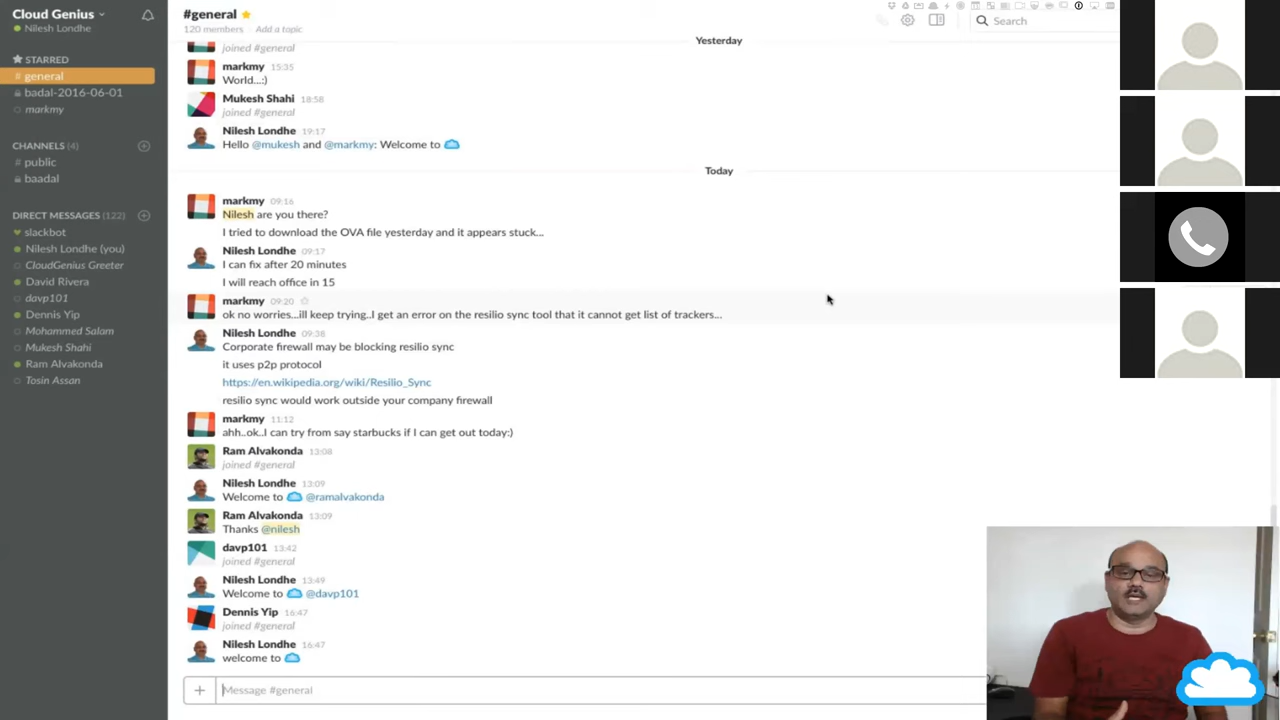 Cloud Genius
Nilesh Londhe
STARRED
# general
badal-2016-06-01
markmy
CHANNELS (4)
# public
baadal
DIRECT MESSAGES (122)
slackbot
Nilesh Londhe (you)
CloudGenius Greeter
David Rivera
davp101
Dennis Yip
Mohammed Salam
Mukesh Shahi
Ram Alvakonda
Tosin Assan
#general
120 members
Add a topic
Search
Yesterday
joined #general
markmy 15:35
World...:)
Mukesh Shahi 18:58
joined #general
Nilesh Londhe 19:17
Hello @mukesh and @markmy: Welcome to
Today
markmy 09:16
Nilesh are you there?
I tried to download the OVA file yesterday and it appears stuck...
Nilesh Londhe 09:17
I can fix after 20 minutes
I will reach office in 15
markmy 09:20
ok no worries...ill keep trying..I get an error on the resilio sync tool that it cannot get list of trackers...
Nilesh Londhe 09:38
Corporate firewall may be blocking resilio sync
it uses p2p protocol
https://en.wikipedia.org/wiki/Resilio_Sync
resilio sync would work outside your company firewall
markmy 11:12
ahh..ok..I can try from say starbucks if I can get out today:)
Ram Alvakonda 13:08
joined #general
Nilesh Londhe 13:09
Welcome to @ramalvakonda
Ram Alvakonda 13:09
Thanks @nilesh
davp101 13:42
joined #general
Nilesh Londhe 13:49
Welcome to @davp101
Dennis Yip 16:47
joined #general
Nilesh Londhe 16:47
welcome to
Message #general